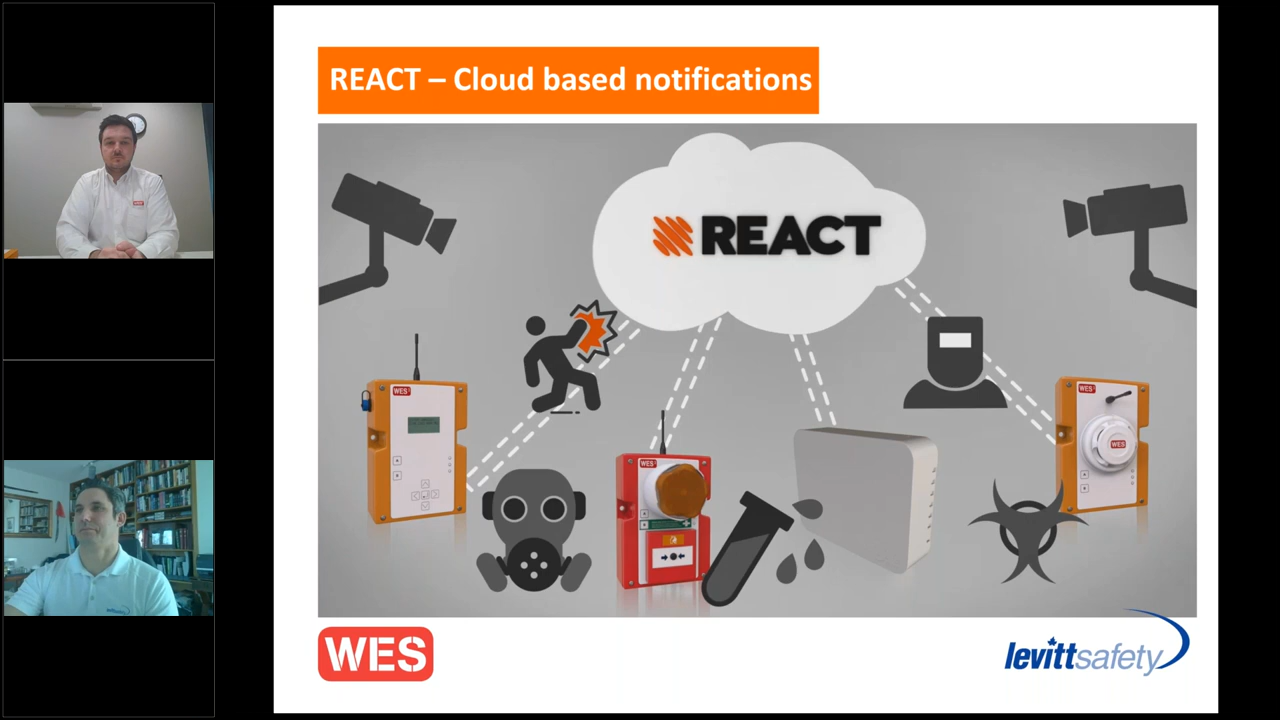 REACT – Cloud based notifications
REACT
WES
WES
WES
WES
WES
levittsafety